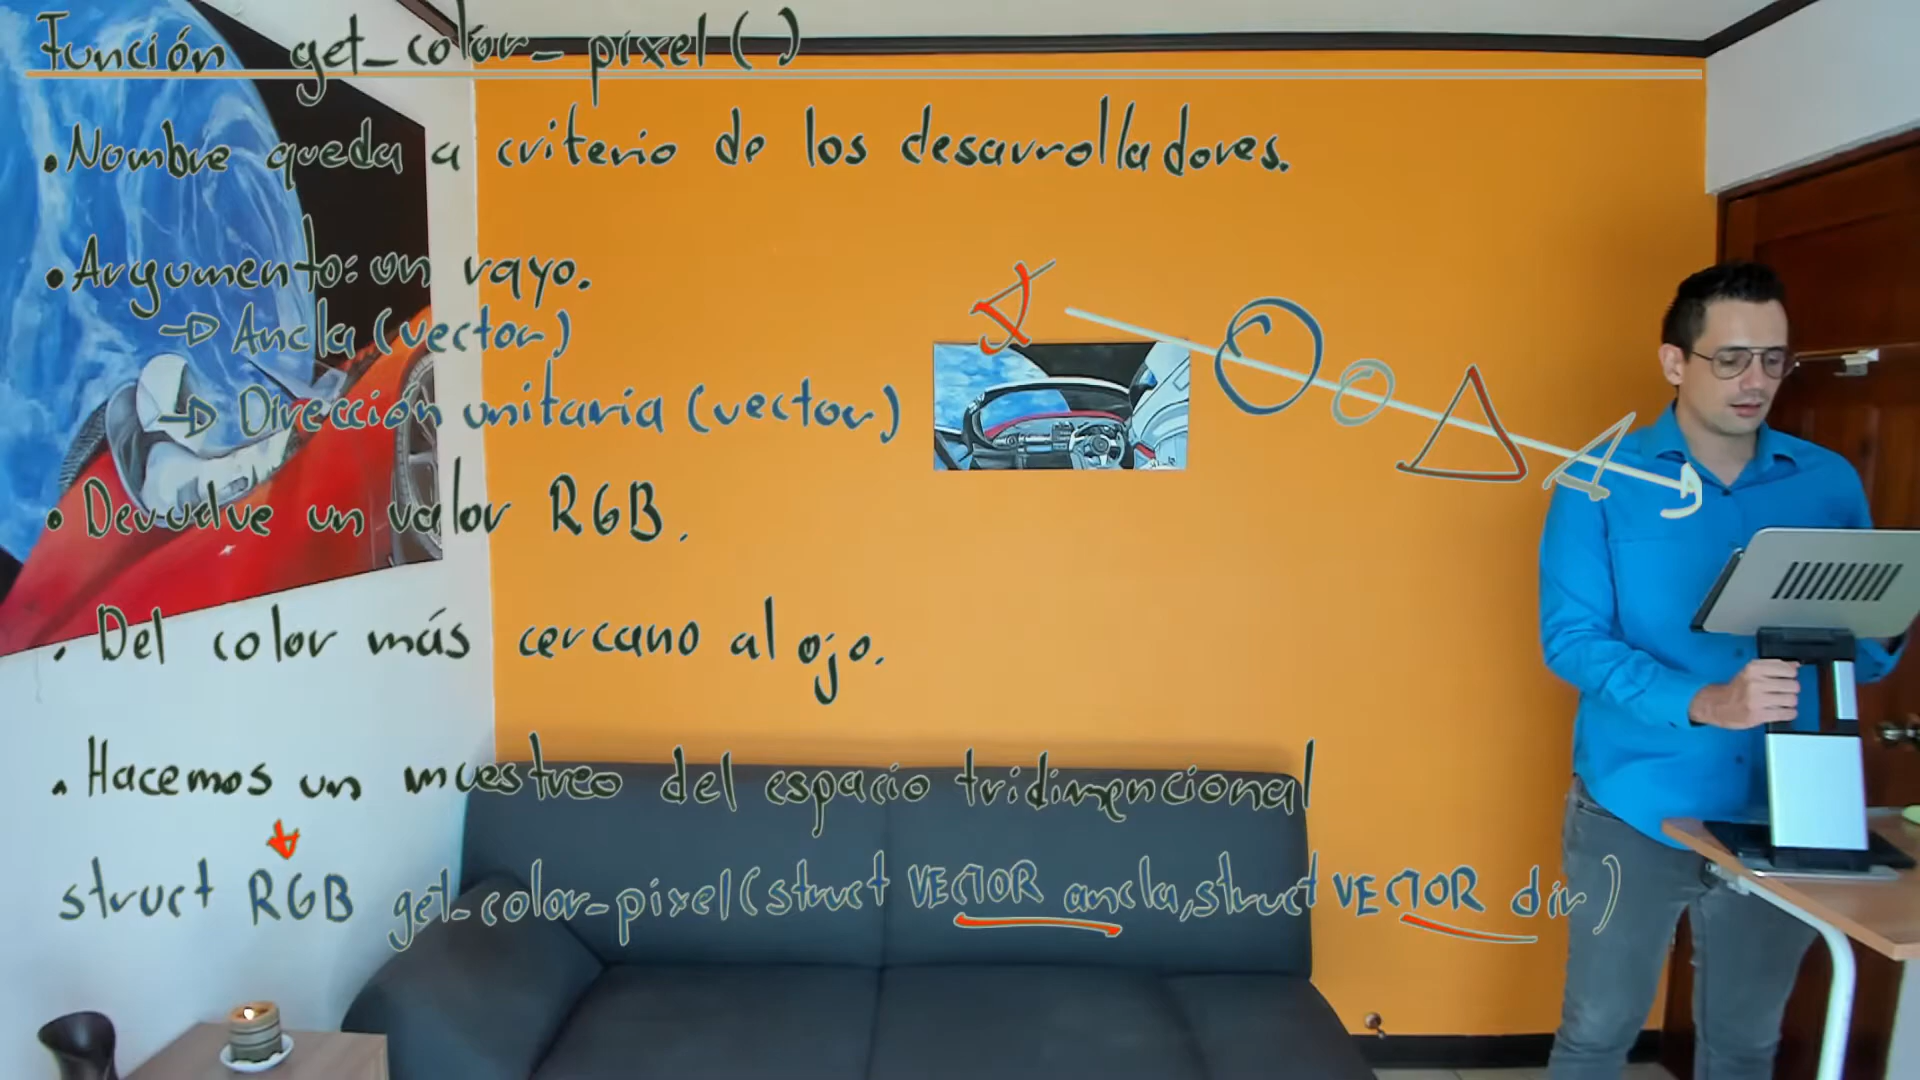 Función get_color_pixel()
• Nombre queda a criterio de los desarrolladores.
• Argumento: un rayo.
→ Ancla (vector)
→ Dirección unitaria (vector)
• Devuelve un valor RGB.
• Del color más cercano al ojo.
• Hacemos un muestreo del espacio tridimencional
struct RGB get_color_pixel(struct VECTOR ancla, struct VECTOR dir)